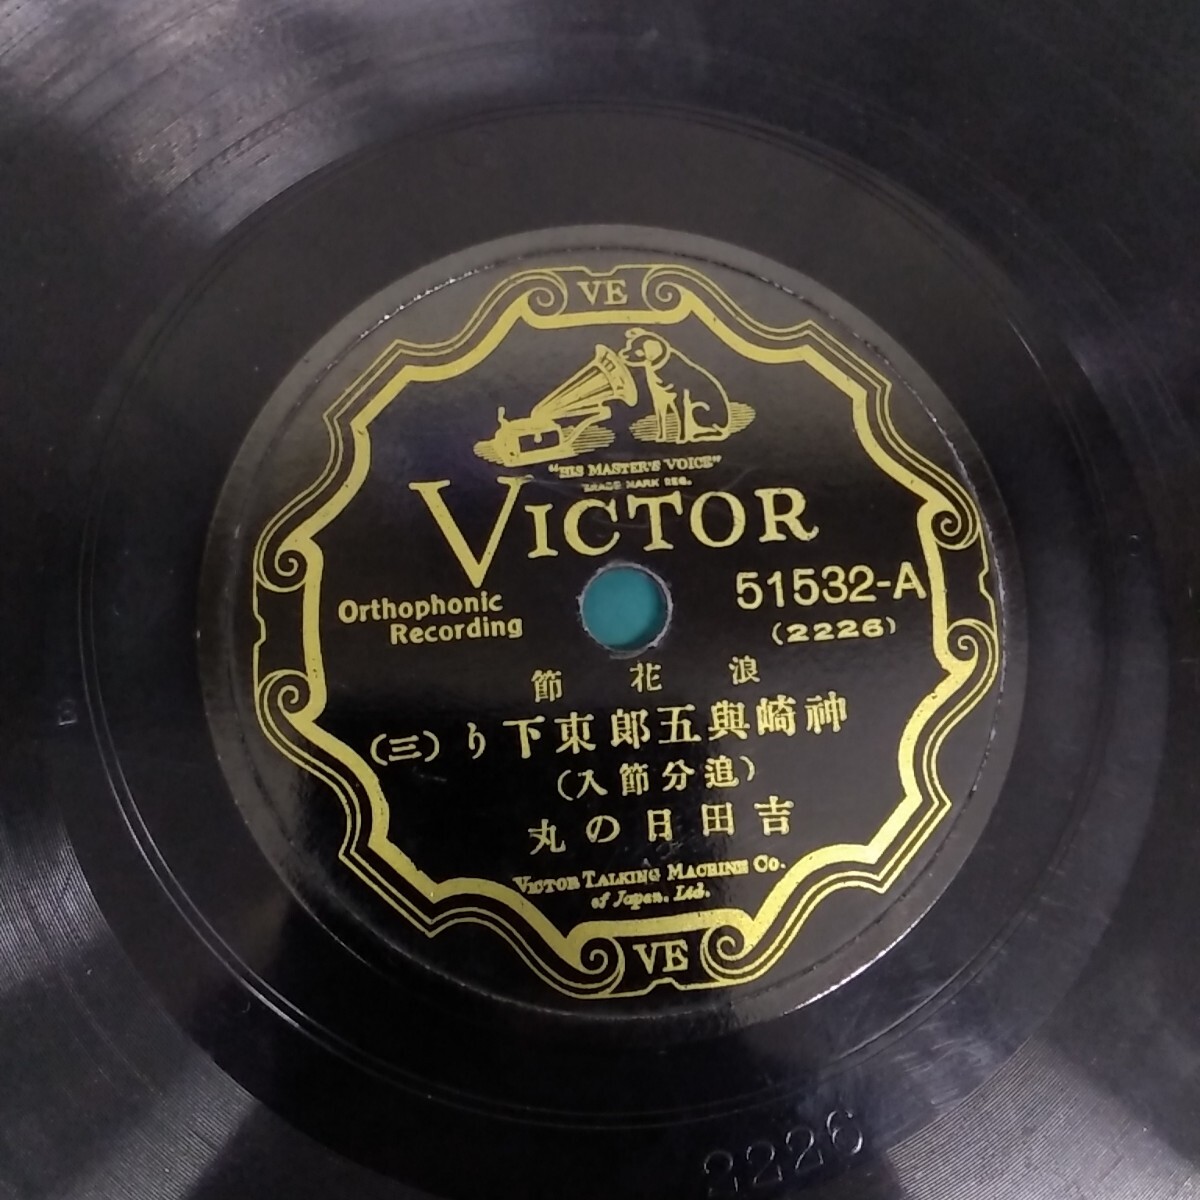 VE
"HIS MASTER'S VOICE"
TRADE MARK REG.
VICTOR
51532-A
(2226)
Orthophonic
Recording
浪花節
神崎與五郎東下り(三)
(追分節入)
吉田日の丸
VICTOR TALKING MACHINE CO.
of Japan, Ltd.
VE
2226